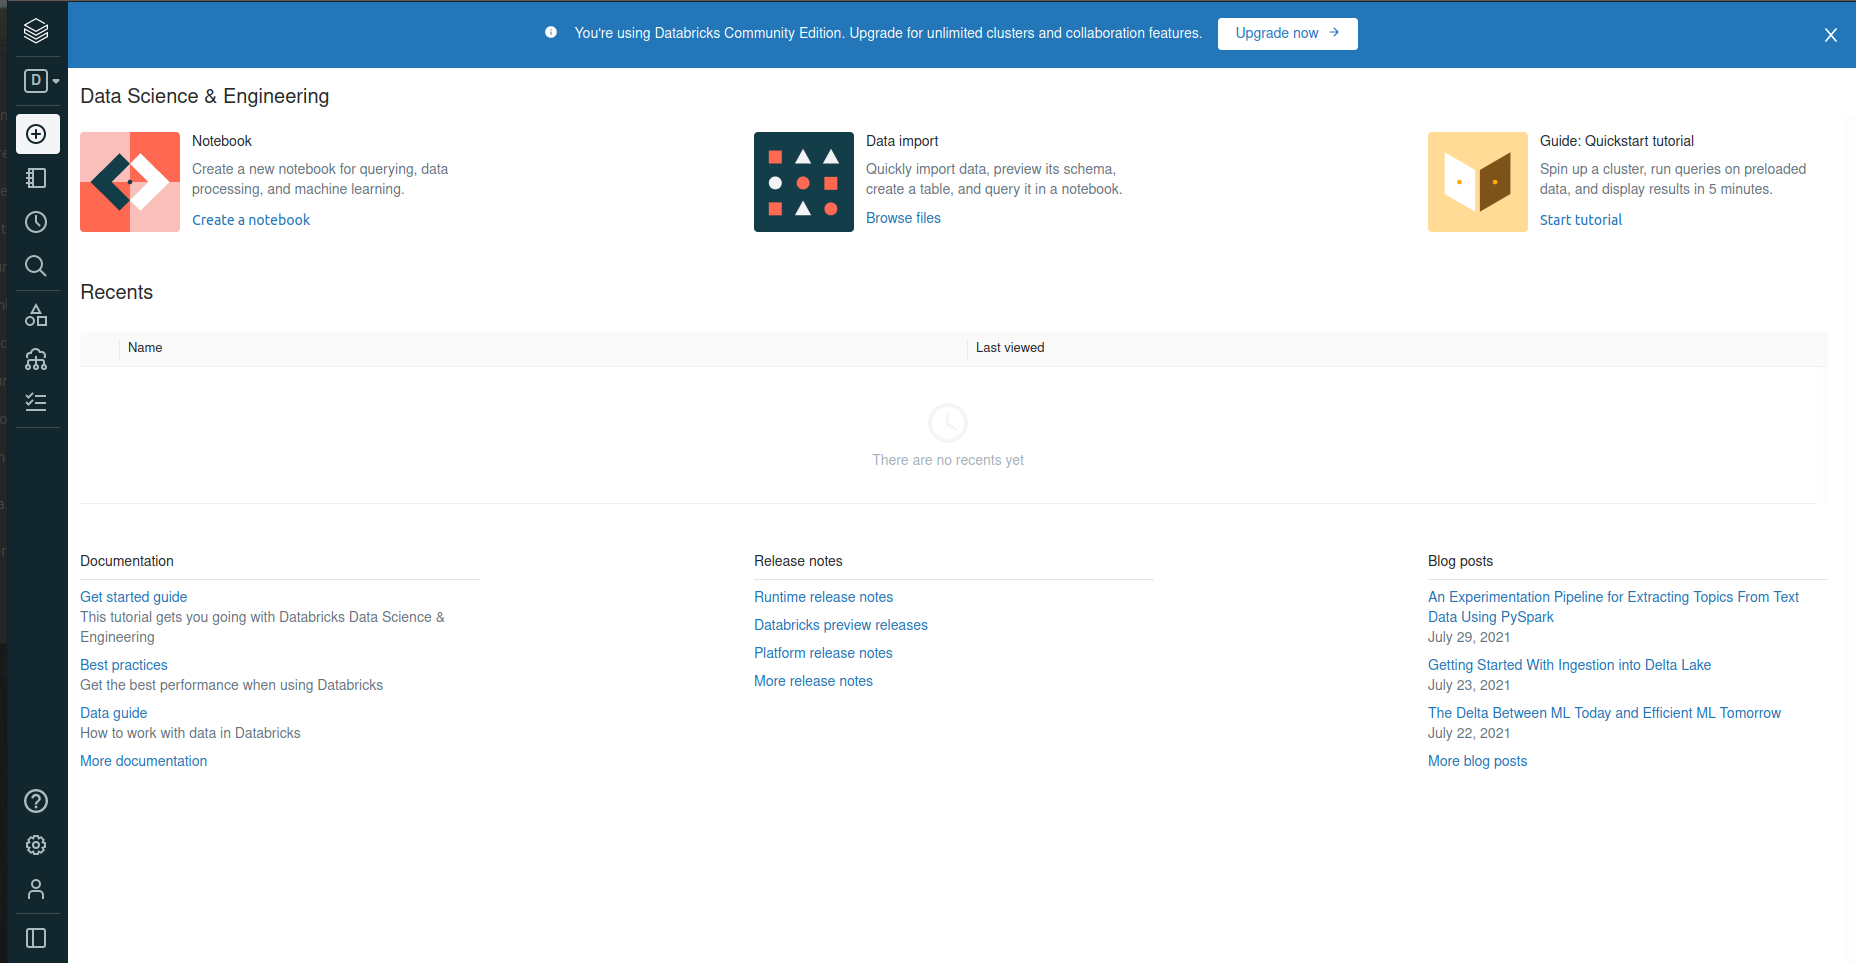 You're using Databricks Community Edition. Upgrade for unlimited clusters and collaboration features.
Upgrade now
D
Data Science & Engineering
Notebook
Create a new notebook for querying, data
processing, and machine learning.
Create a notebook
Data import
Quickly import data, preview its schema,
create a table, and query it in a notebook.
Browse files
Guide: Quickstart tutorial
Spin up a cluster, run queries on preloaded
data, and display results in 5 minutes.
Start tutorial
Recents
Name
Last viewed
There are no recents yet
Documentation
Get started guide
This tutorial gets you going with Databricks Data Science &
Engineering
Best practices
Get the best performance when using Databricks
Data guide
How to work with data in Databricks
More documentation
Release notes
Runtime release notes
Databricks preview releases
Platform release notes
More release notes
Blog posts
An Experimentation Pipeline for Extracting Topics From Text
Data Using PySpark
July 29, 2021
Getting Started With Ingestion into Delta Lake
July 23, 2021
The Delta Between ML Today and Efficient ML Tomorrow
July 22, 2021
More blog posts